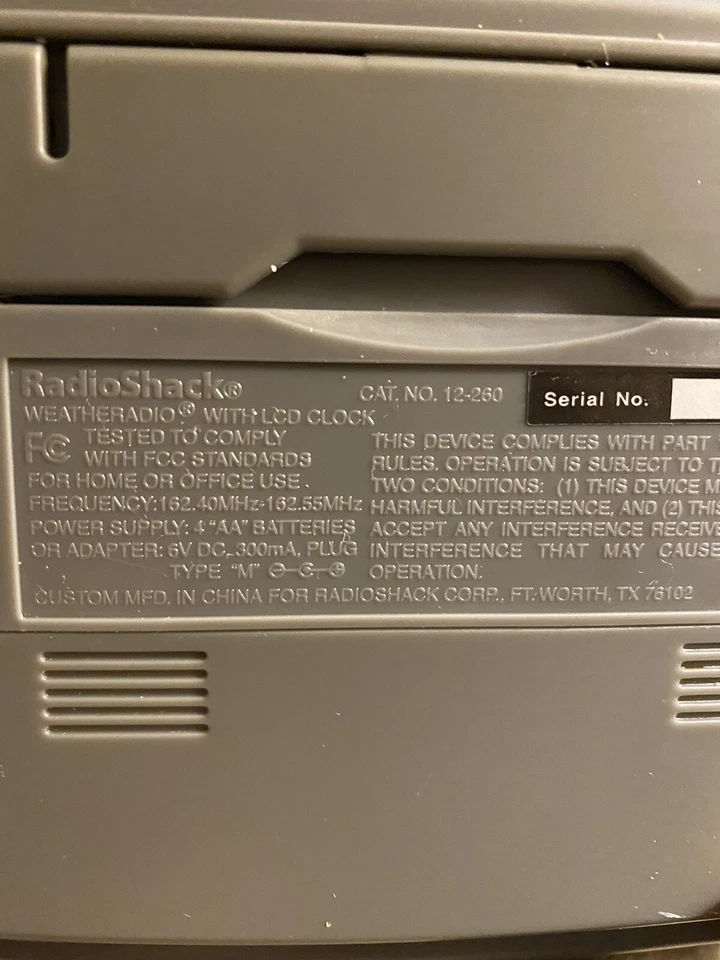 RadioShack®
CAT. NO. 12-260
Serial No.
WEATHERADIO® WITH LCD CLOCK
FC TESTED TO COMPLY
WITH FCC STANDARDS
FOR HOME OR OFFICE USE.
FREQUENCY:162.40MHz-162.55MHz
POWER SUPPLY: 4 "AA" BATTERIES
OR ADAPTER: 6V DC, 300mA, PLUG
TYPE "M"
THIS DEVICE COMPLIES WITH PART
RULES. OPERATION IS SUBJECT TO T
TWO CONDITIONS: (1) THIS DEVICE M
HARMFUL INTERFERENCE, AND (2) THIS
ACCEPT ANY INTERFERENCE RECEIVE
INTERFERENCE THAT MAY CAUSE
OPERATION.
CUSTOM MFD. IN CHINA FOR RADIOSHACK CORP., FT. WORTH, TX 76102